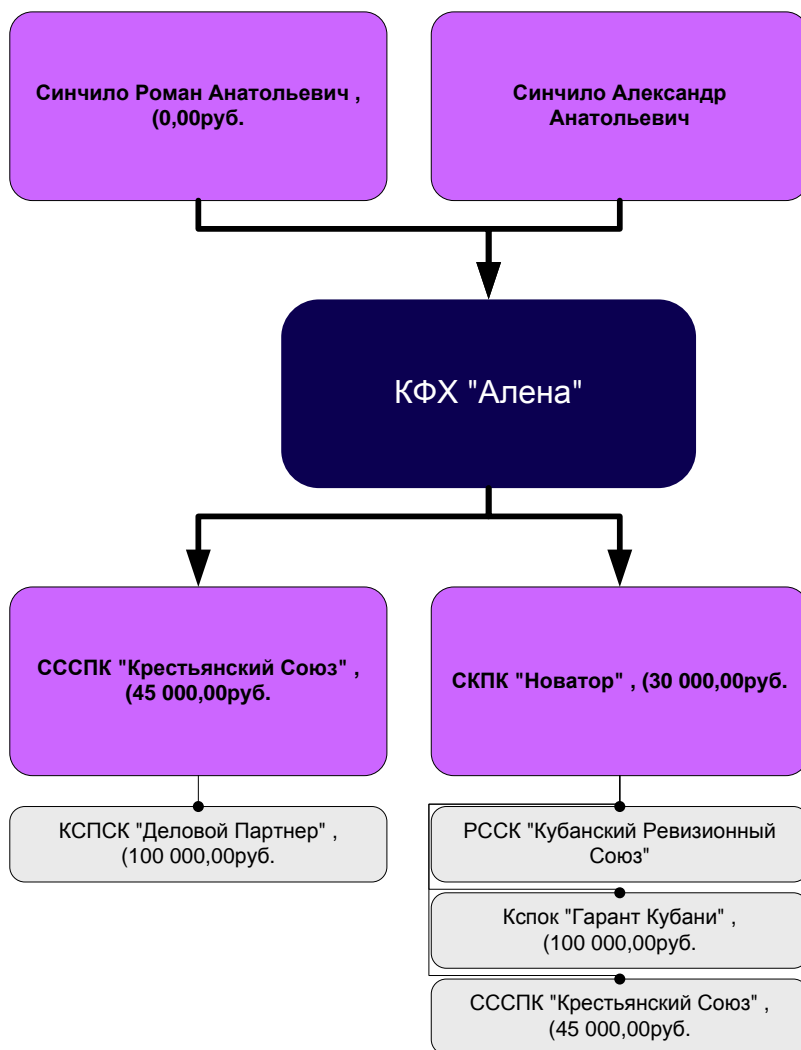 Синчило Роман Анатольевич ,
(0,00руб.
Синчило Александр
Анатольевич
КФХ "Алена"
СССПК "Крестьянский Союз" ,
(45 000,00руб.
СКПК "Новатор" , (30 000,00руб.
КСПСК "Деловой Партнер" ,
(100 000,00руб.
РССК "Кубанский Ревизионный
Союз"
Кспок "Гарант Кубани" ,
(100 000,00руб.
СССПК "Крестьянский Союз" ,
(45 000,00руб.